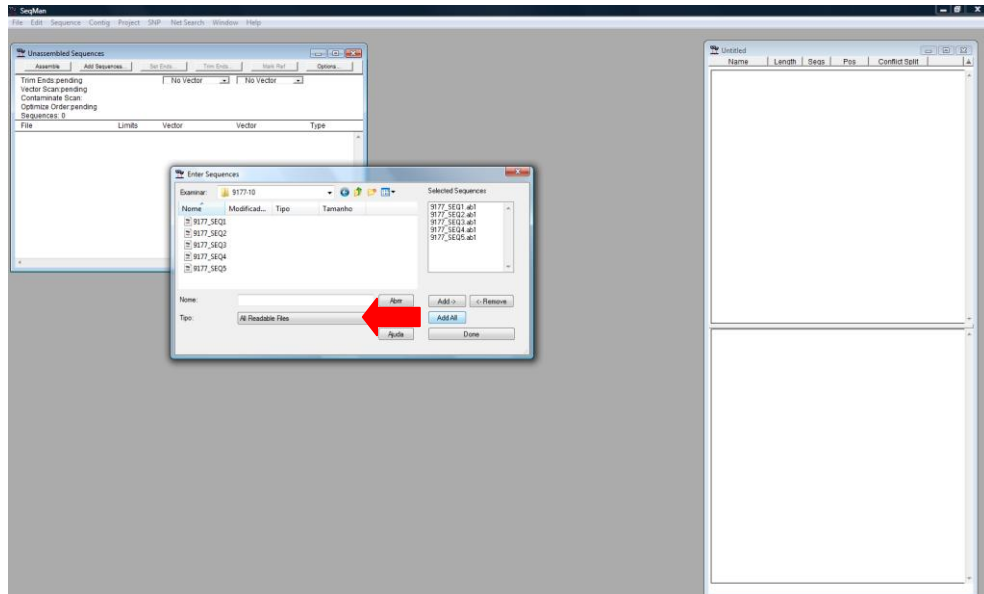 SeqMan
File Edit Sequence Contig Project SNP Net Search Window Help
Unassembled Sequences
Assemble Add Sequences... Set Ends... Trim Ends... Mark Ref Options...
Trim Ends:pending No Vector No Vector
Vector Scan:pending
Contaminate Scan:
Optimize Order:pending
Sequences: 0
File Limits Vector Vector Type
Untitled
Name Length Seqs Pos Conflict Split
Enter Sequences
Examinar: 9177-10 Selected Sequences
Nome Modificad... Tipo Tamanho
9177_SEQ1
9177_SEQ2
9177_SEQ3
9177_SEQ4
9177_SEQ5
9177_SEQ1.ab1
9177_SEQ2.ab1
9177_SEQ3.ab1
9177_SEQ4.ab1
9177_SEQ5.ab1
Nome: Abrir Add -> <- Remove
Tipo: All Readable Files Add All
Ajuda Done